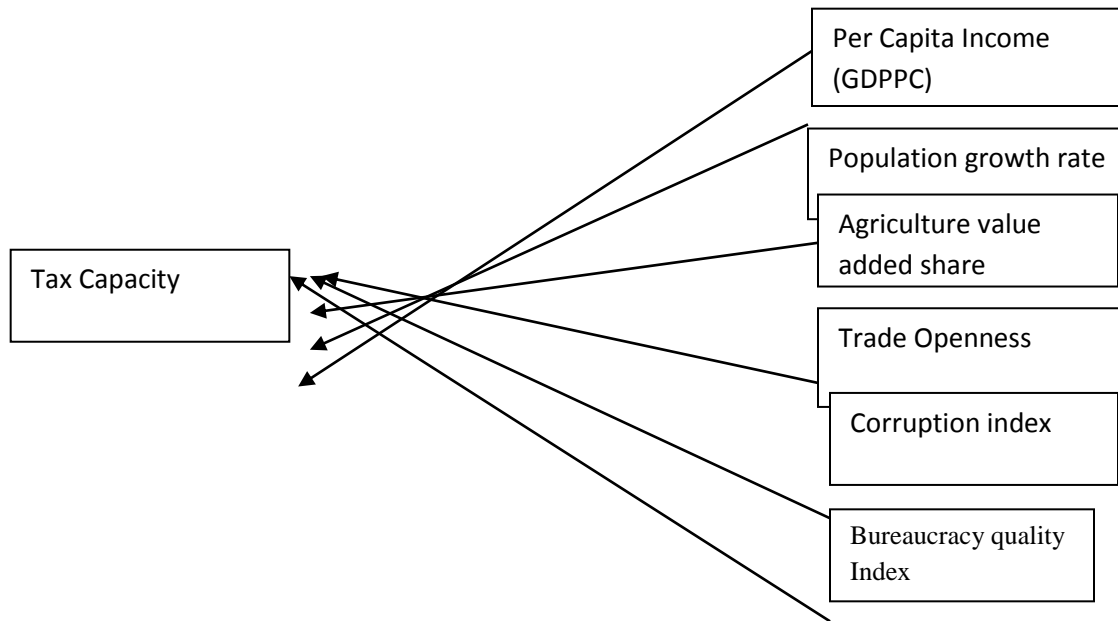 Per Capita Income
(GDPPC)
Population growth rate
Agriculture value
added share
Tax Capacity
Trade Openness
Corruption index
Bureaucracy quality
Index